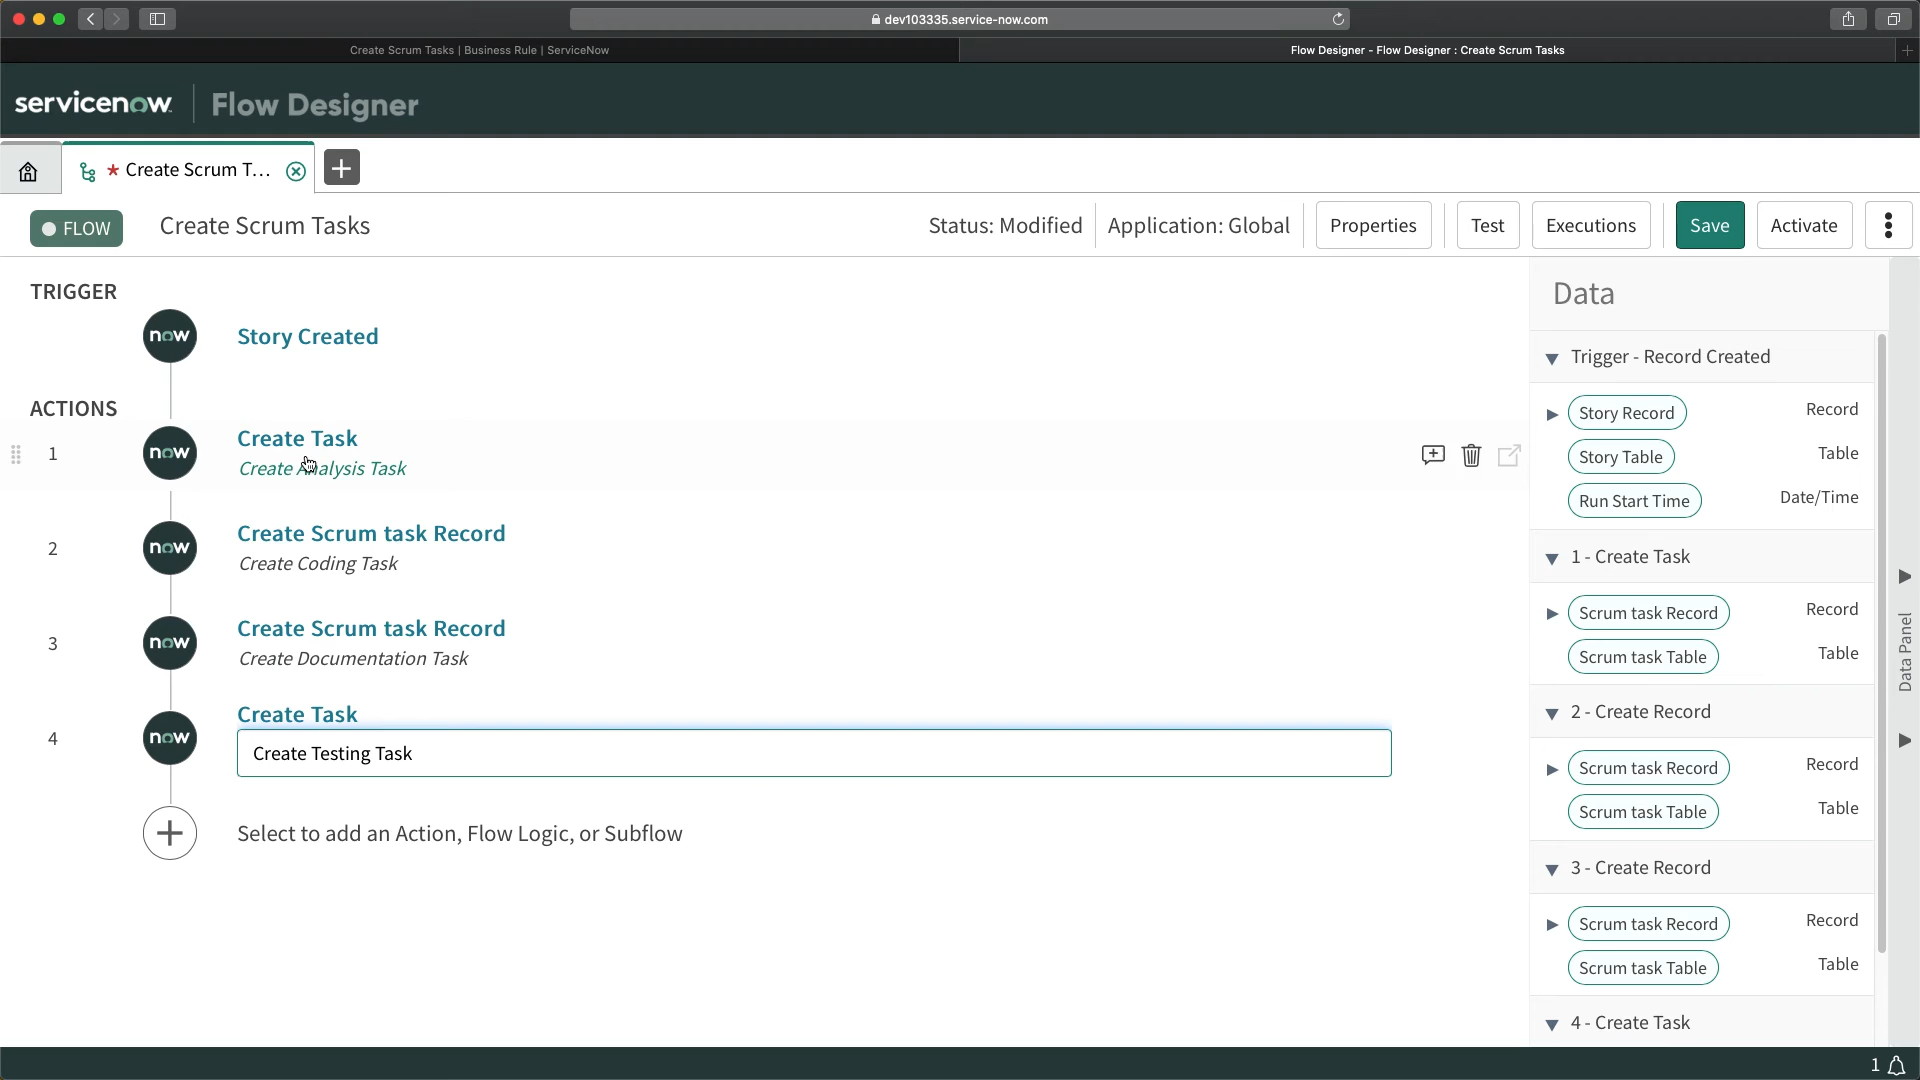 dev103335.service-now.com
Create Scrum Tasks | Business Rule | ServiceNow
Flow Designer - Flow Designer : Create Scrum Tasks
servicenow Flow Designer
* Create Scrum T...
FLOW Create Scrum Tasks Status: Modified Application: Global Properties Test Executions Save Activate
TRIGGER
now Story Created
ACTIONS
1 now Create Task
Create Analysis Task
2 now Create Scrum task Record
Create Coding Task
3 now Create Scrum task Record
Create Documentation Task
4 now Create Task
Create Testing Task
Select to add an Action, Flow Logic, or Subflow
Data
Trigger - Record Created
Story Record Record
Story Table Table
Run Start Time Date/Time
1 - Create Task
Scrum task Record Record
Scrum task Table Table
2 - Create Record
Scrum task Record Record
Scrum task Table Table
3 - Create Record
Scrum task Record Record
Scrum task Table Table
4 - Create Task
Data Panel
1